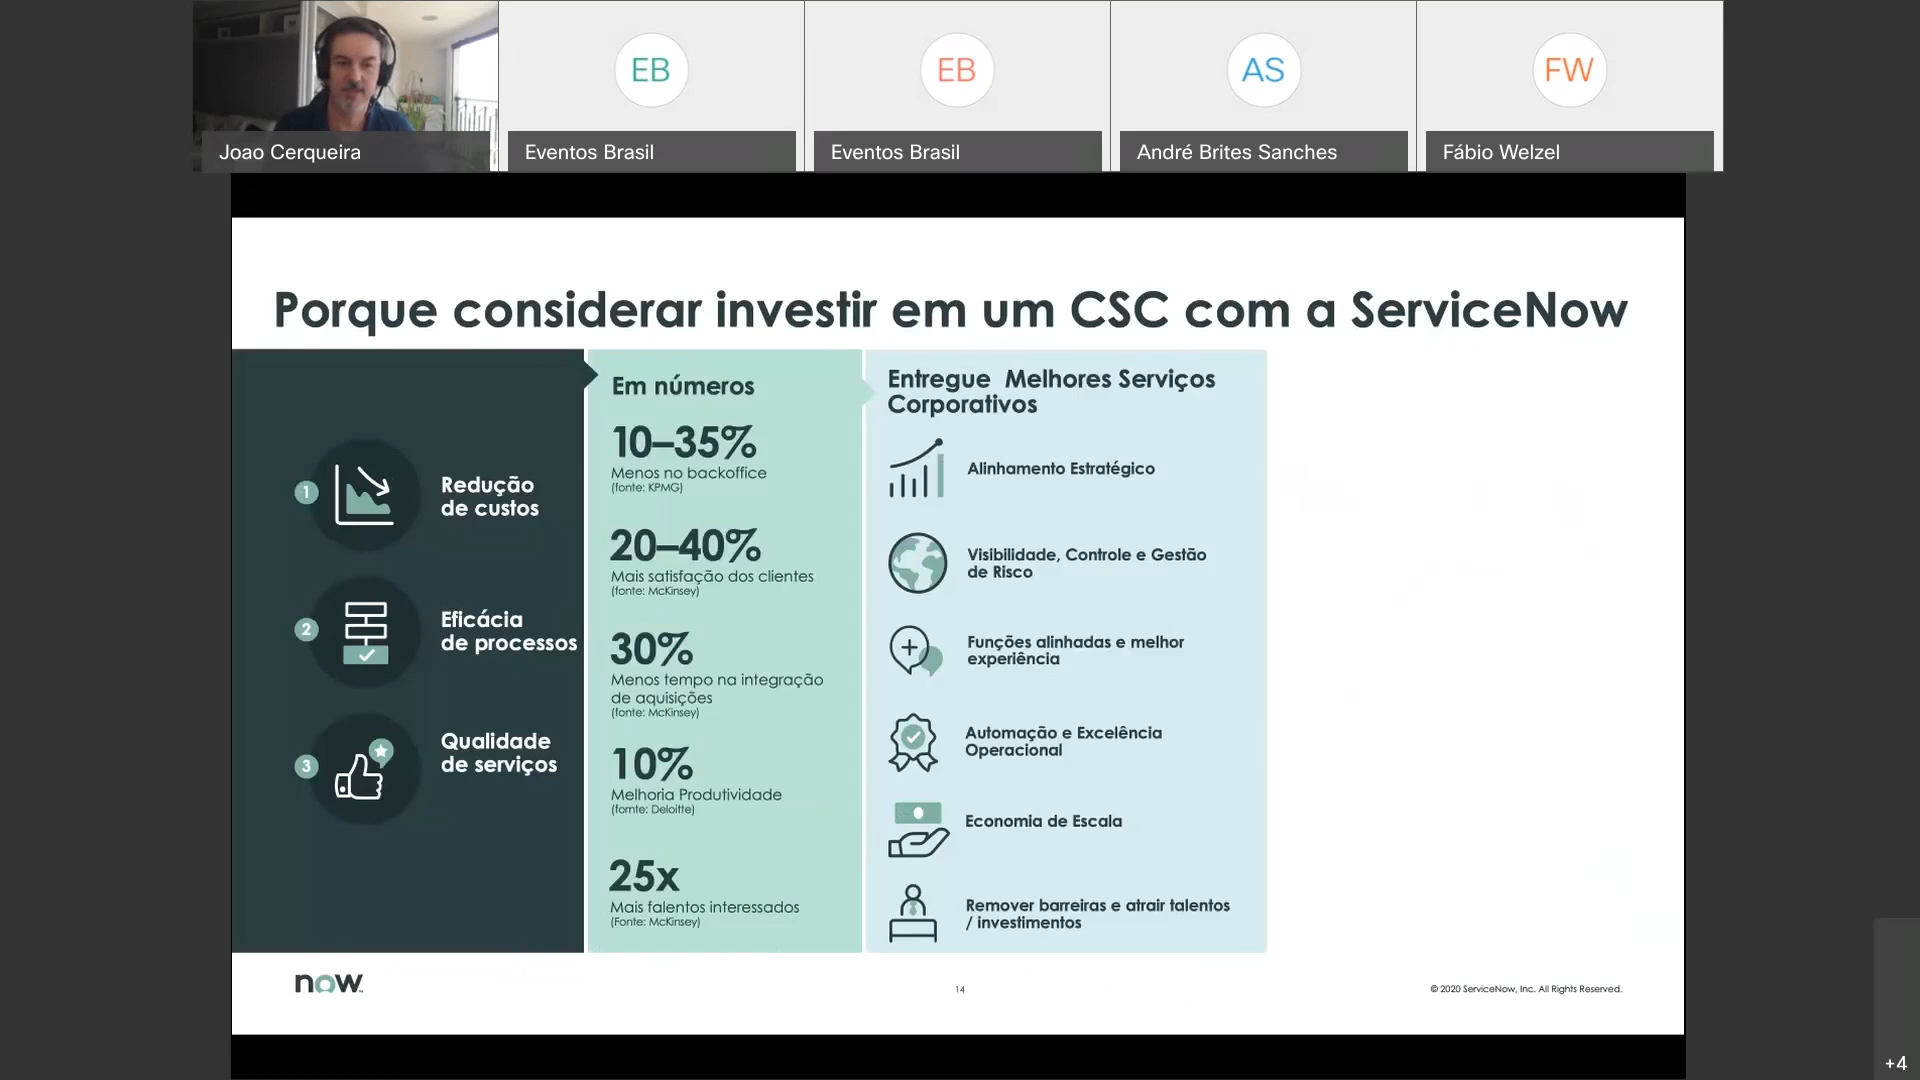 EB
EB
AS
FW
Joao Cerqueira
Eventos Brasil
Eventos Brasil
André Brites Sanches
Fábio Welzel
Porque considerar investir em um CSC com a ServiceNow
1
Redução
de custos
2
Eficácia
de processos
3
Qualidade
de serviços
Em números
10–35%
Menos no backoffice
(fonte: KPMG)
20–40%
Mais satisfação dos clientes
(fonte: McKinsey)
30%
Menos tempo na integração
de aquisições
(fonte: McKinsey)
10%
Melhoria Produtividade
(fomte: Deloitte)
25x
Mais falentos interessados
(Fonte: McKinsey)
Entregue Melhores Serviços
Corporativos
Alinhamento Estratégico
Visibilidade, Controle e Gestão
de Risco
Funções alinhadas e melhor
experiência
Automação e Excelência
Operacional
Economia de Escala
Remover barreiras e atrair talentos
/ investimentos
now
14
© 2020 ServiceNow, Inc. All Rights Reserved.
+4